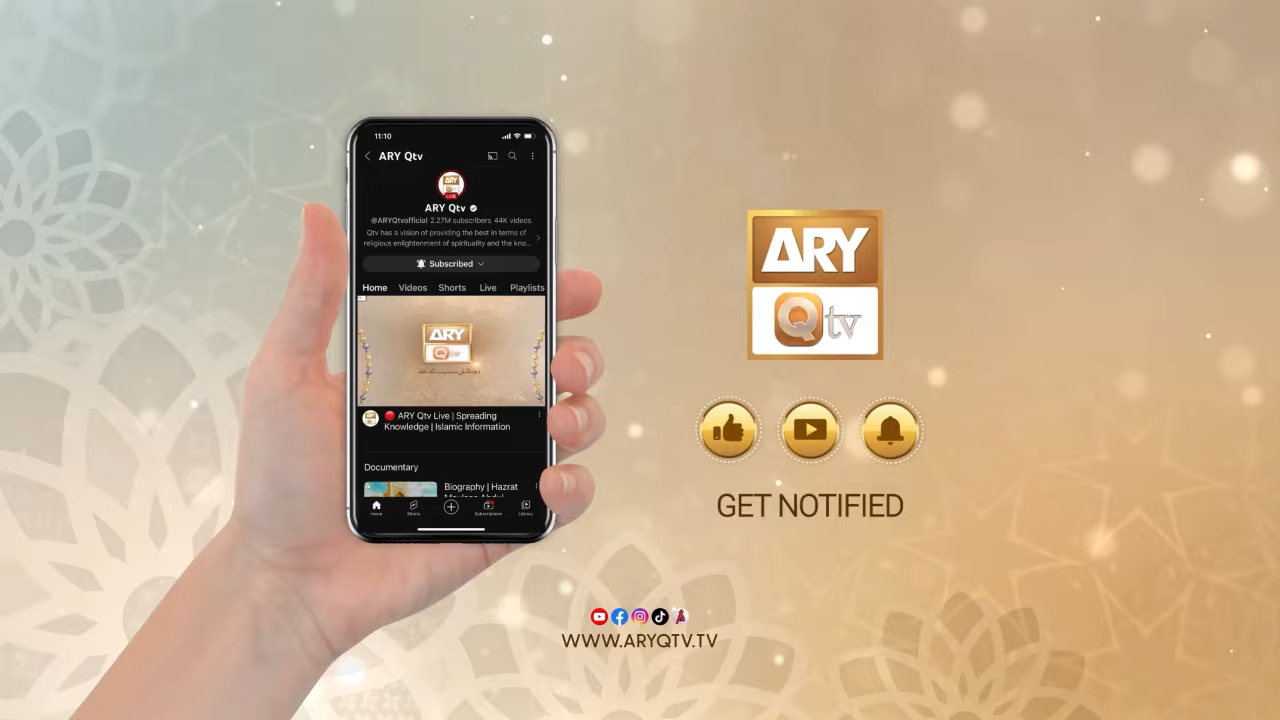 11:10
ARY Qtv
LIVE
ARY Qtv
@ARYQtvofficial 2.27M subscribers 44K videos
Qtv has a vision of providing the best in terms of
religious enlightenment of spirituality and the kno...
Subscribed
Home Videos Shorts Live Playlists
ARY
Qtv
ARY Qtv Live | Spreading
Knowledge | Islamic Information
Documentary
Biography | Hazrat
Home Shorts Subscriptions Library
ARY
Qtv
GET NOTIFIED
WWW.ARYQTV.TV